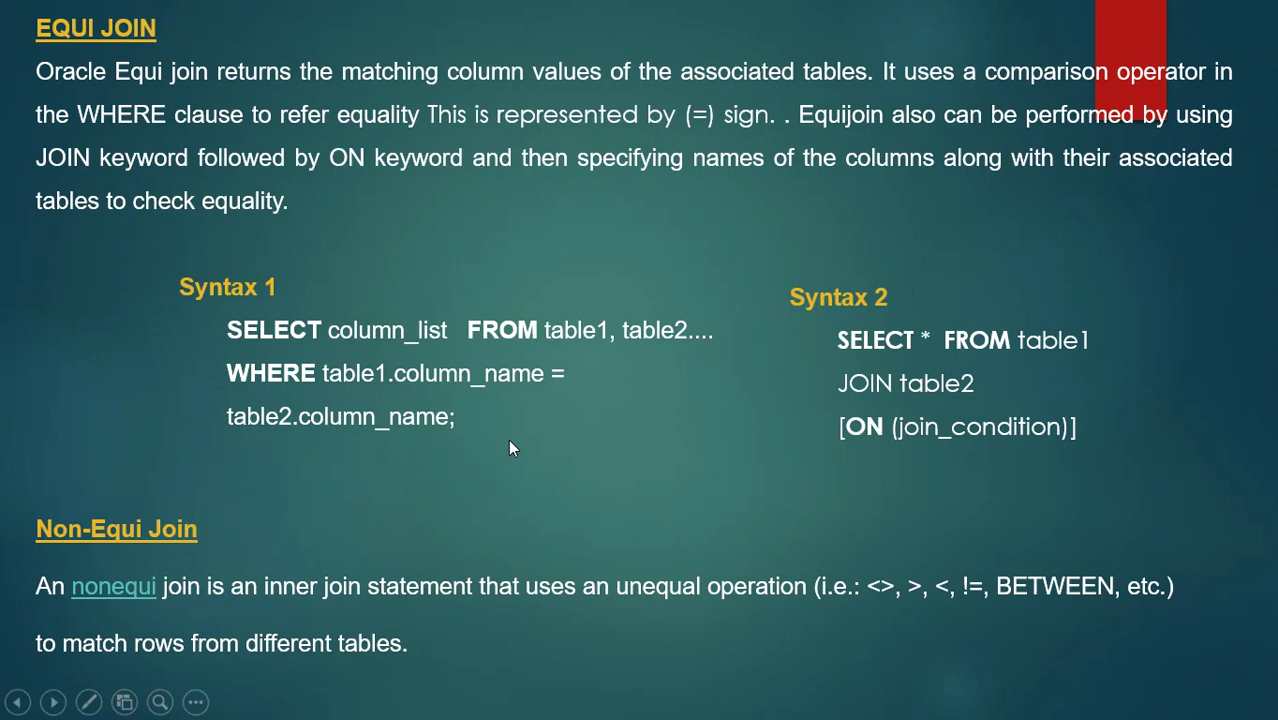 EQUI JOIN
Oracle Equi join returns the matching column values of the associated tables. It uses a comparison operator in
the WHERE clause to refer equality This is represented by (=) sign. . Equijoin also can be performed by using
JOIN keyword followed by ON keyword and then specifying names of the columns along with their associated
tables to check equality.
Syntax 1
SELECT column_list FROM table1, table2....
WHERE table1.column_name =
table2.column_name;
Syntax 2
SELECT * FROM table1
JOIN table2
[ON (join_condition)]
Non-Equi Join
An nonequi join is an inner join statement that uses an unequal operation (i.e.: <>, >, <, !=, BETWEEN, etc.)
to match rows from different tables.